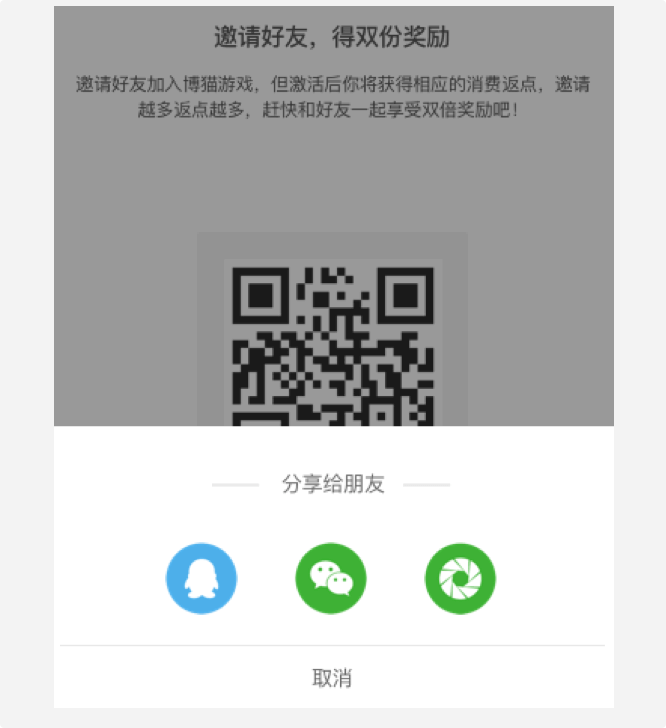 邀请好友，得双份奖励
邀请好友加入博猫游戏，但激活后你将获得相应的消费返点，邀请
越多返点越多，赶快和好友一起享受双倍奖励吧！
分享给朋友
取消